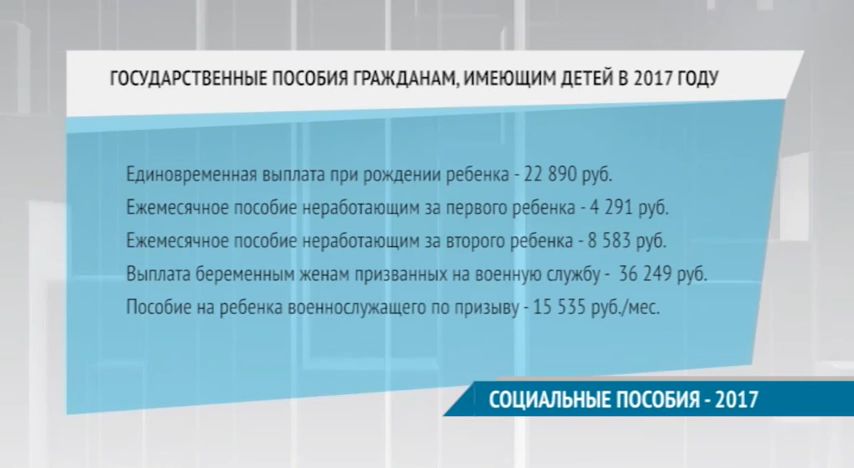 ГОСУДАРСТВЕННЫЕ ПОСОБИЯ ГРАЖДАНАМ, ИМЕЮЩИМ ДЕТЕЙ В 2017 ГОДУ
Единовременная выплата при рождении ребенка - 22 890 руб.
Ежемесячное пособие неработающим за первого ребенка - 4 291 руб.
Ежемесячное пособие неработающим за второго ребенка - 8 583 руб.
Выплата беременным женам призванных на военную службу - 36 249 руб.
Пособие на ребенка военнослужащего по призыву - 15 535 руб./мес.
СОЦИАЛЬНЫЕ ПОСОБИЯ - 2017